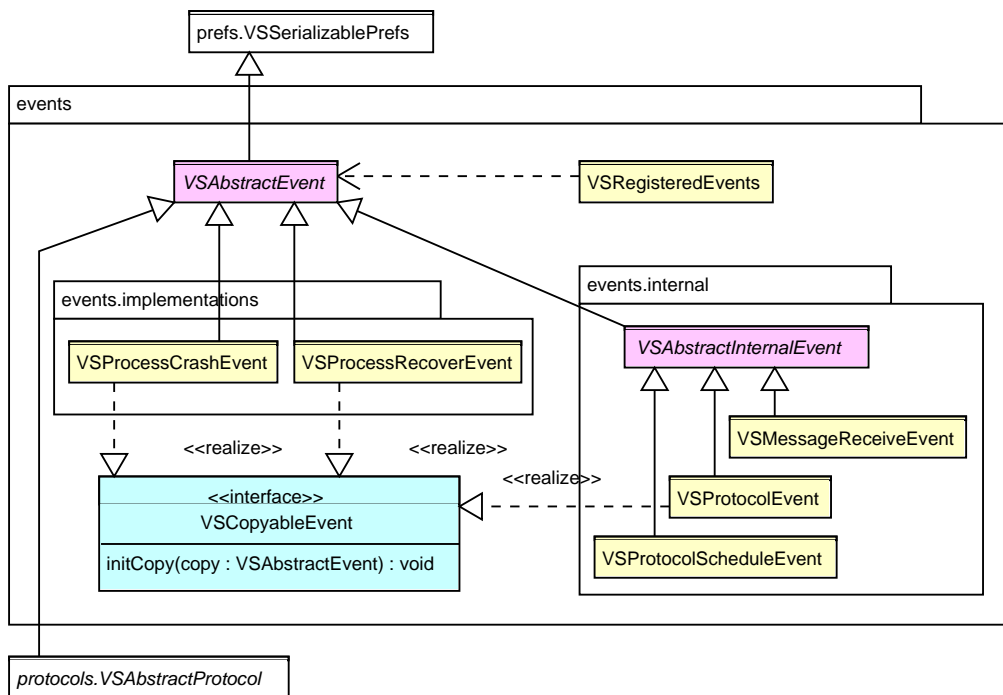 prefs.VSSerializablePrefs
events
VSAbstractEvent
VSRegisteredEvents
events.implementations
events.internal
VSProcessCrashEvent
VSProcessRecoverEvent
VSAbstractInternalEvent
VSMessageReceiveEvent
<<realize>>
<<realize>>
<<realize>>
<<interface>>
VSCopyableEvent
VSProtocolEvent
initCopy(copy : VSAbstractEvent) : void
VSProtocolScheduleEvent
protocols.VSAbstractProtocol